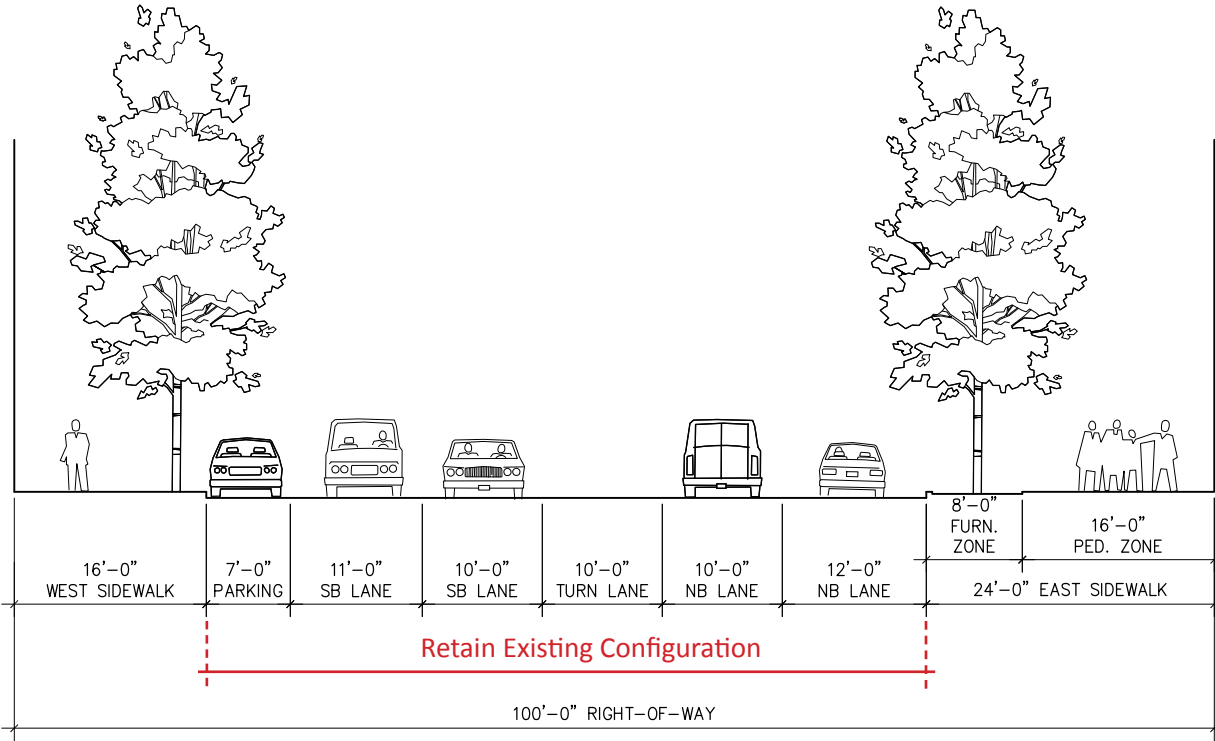 8’-0”
FURN.
ZONE
16’-0”
PED. ZONE
16’-0”
WEST SIDEWALK
7’-0”
PARKING
11’-0”
SB LANE
10’-0”
SB LANE
10’-0”
TURN LANE
10’-0”
NB LANE
12’-0”
NB LANE
24’-0” EAST SIDEWALK
Retain Existing Configuration
100’-0” RIGHT-OF-WAY